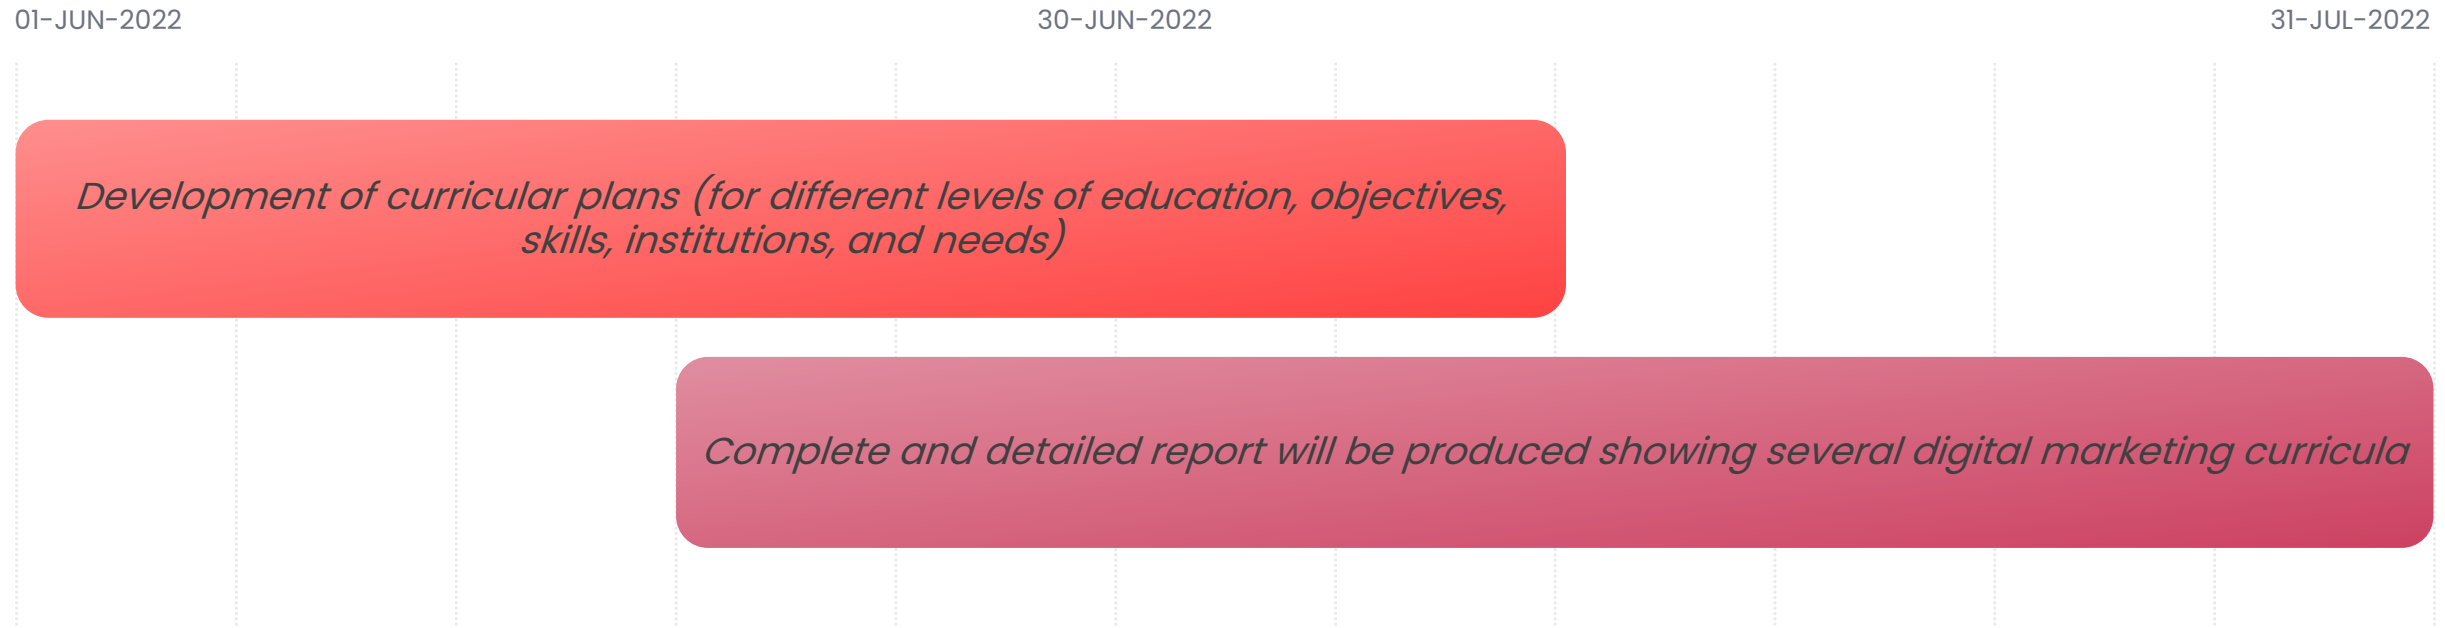 01-JUN-2022
30-JUN-2022
31-JUL-2022
Development of curricular plans (for different levels of education, objectives,
skills, institutions, and needs)
Complete and detailed report will be produced showing several digital marketing curricula